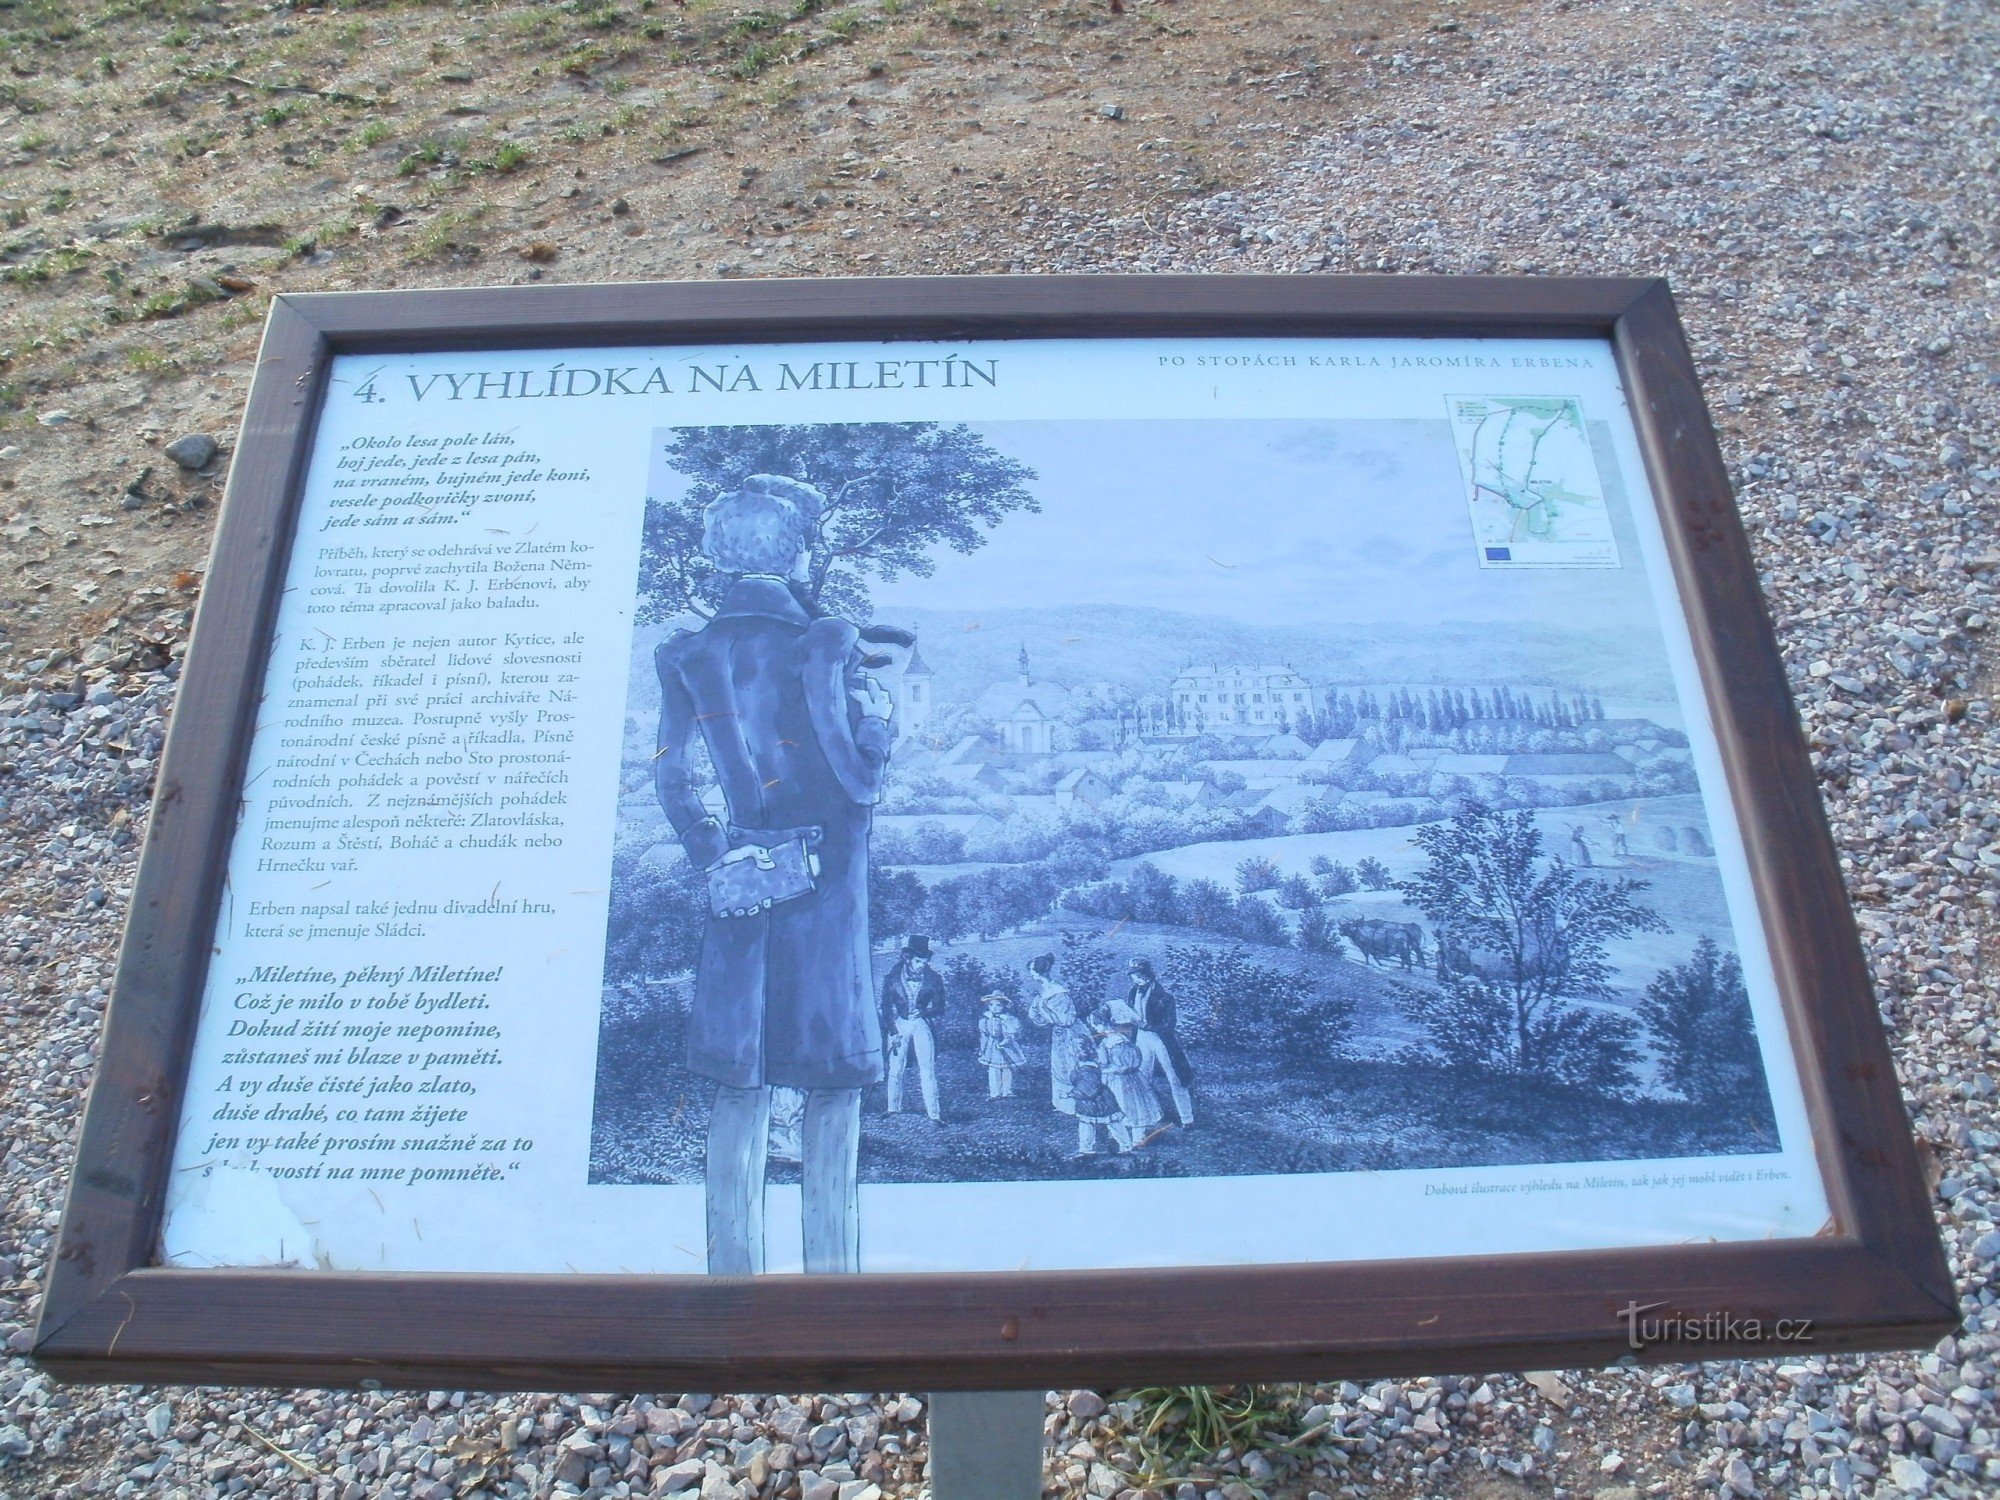 4. VYHLÍDKA NA MILETÍN
PO STOPÁCH KARLA JAROMÍRA ERBENA
„Okolo lesa pole lán,
hoj jede, jede z lesa pán,
na vraném, bujném jede koni,
vesele podkovičky zvoní,
jede sám a sám.“
Příběh, který se odehrává ve Zlatém ko-
lovratu, poprvé zachytila Božena Něm-
cová. Ta dovolila K. J. Erbenovi, aby
toto téma zpracoval jako baladu.
K. J. Erben je nejen autor Kytice, ale
především sběratel lidové slovesnosti
(pohádek, říkadel i písní), kterou za-
znamenal při své práci archiváře Ná-
rodního muzea. Postupně vyšly Pros-
tonárodní české písně a říkadla, Písně
národní v Čechách nebo Sto prostoná-
rodních pohádek a pověstí v nářečích
původních. Z nejznámějších pohádek
jmenujme alespoň některé: Zlatovláska,
Rozum a Štěstí, Boháč a chudák nebo
Hrnečku vař.
Erben napsal také jednu divadelní hru,
která se jmenuje Sládci.
„Miletíne, pěkný Miletíne!
Což je milo v tobě bydleti.
Dokud žití moje nepomine,
zůstaneš mi blaze v paměti.
A vy duše čisté jako zlato,
duše drahé, co tam žijete
jen vy také prosím snažně za to
na mne pomněte.“
MILETÍN
Dobová ilustrace výhledu na Miletín, tak jak jej mohl vidět i Erben.
Turistika.cz